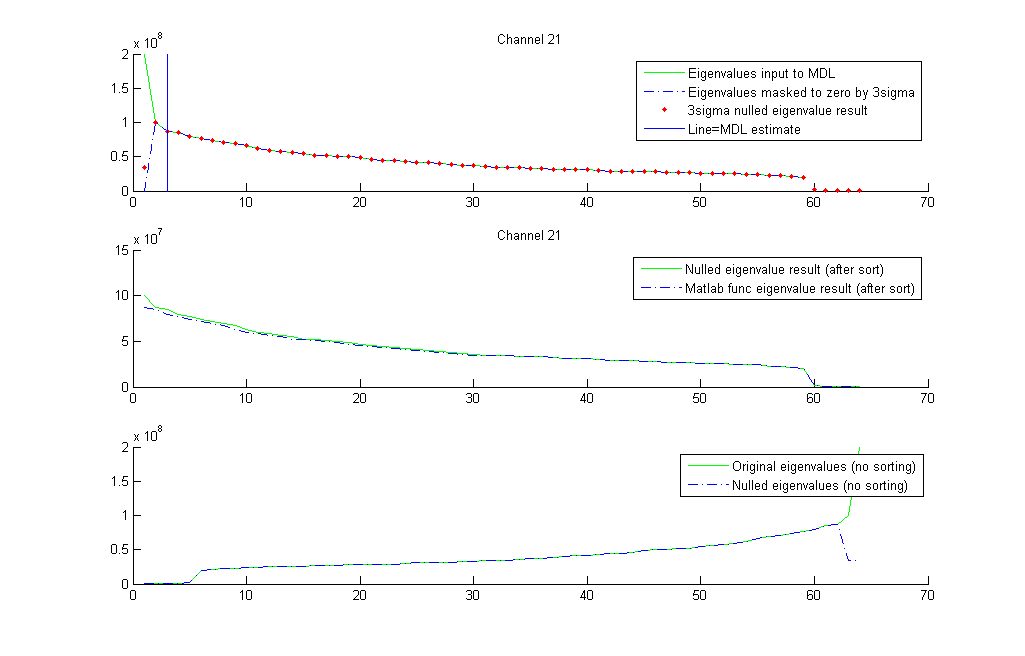 Channel 21
x 10^8
2
1.5
1
0.5
0
0 10 20 30 40 50 60 70
Eigenvalues input to MDL
Eigenvalues masked to zero by 3sigma
3sigma nulled eigenvalue result
Line=MDL estimate
Channel 21
x 10^7
15
10
5
0
0 10 20 30 40 50 60 70
Nulled eigenvalue result (after sort)
Matlab func eigenvalue result (after sort)
x 10^8
2
1.5
1
0.5
0
0 10 20 30 40 50 60 70
Original eigenvalues (no sorting)
Nulled eigenvalues (no sorting)